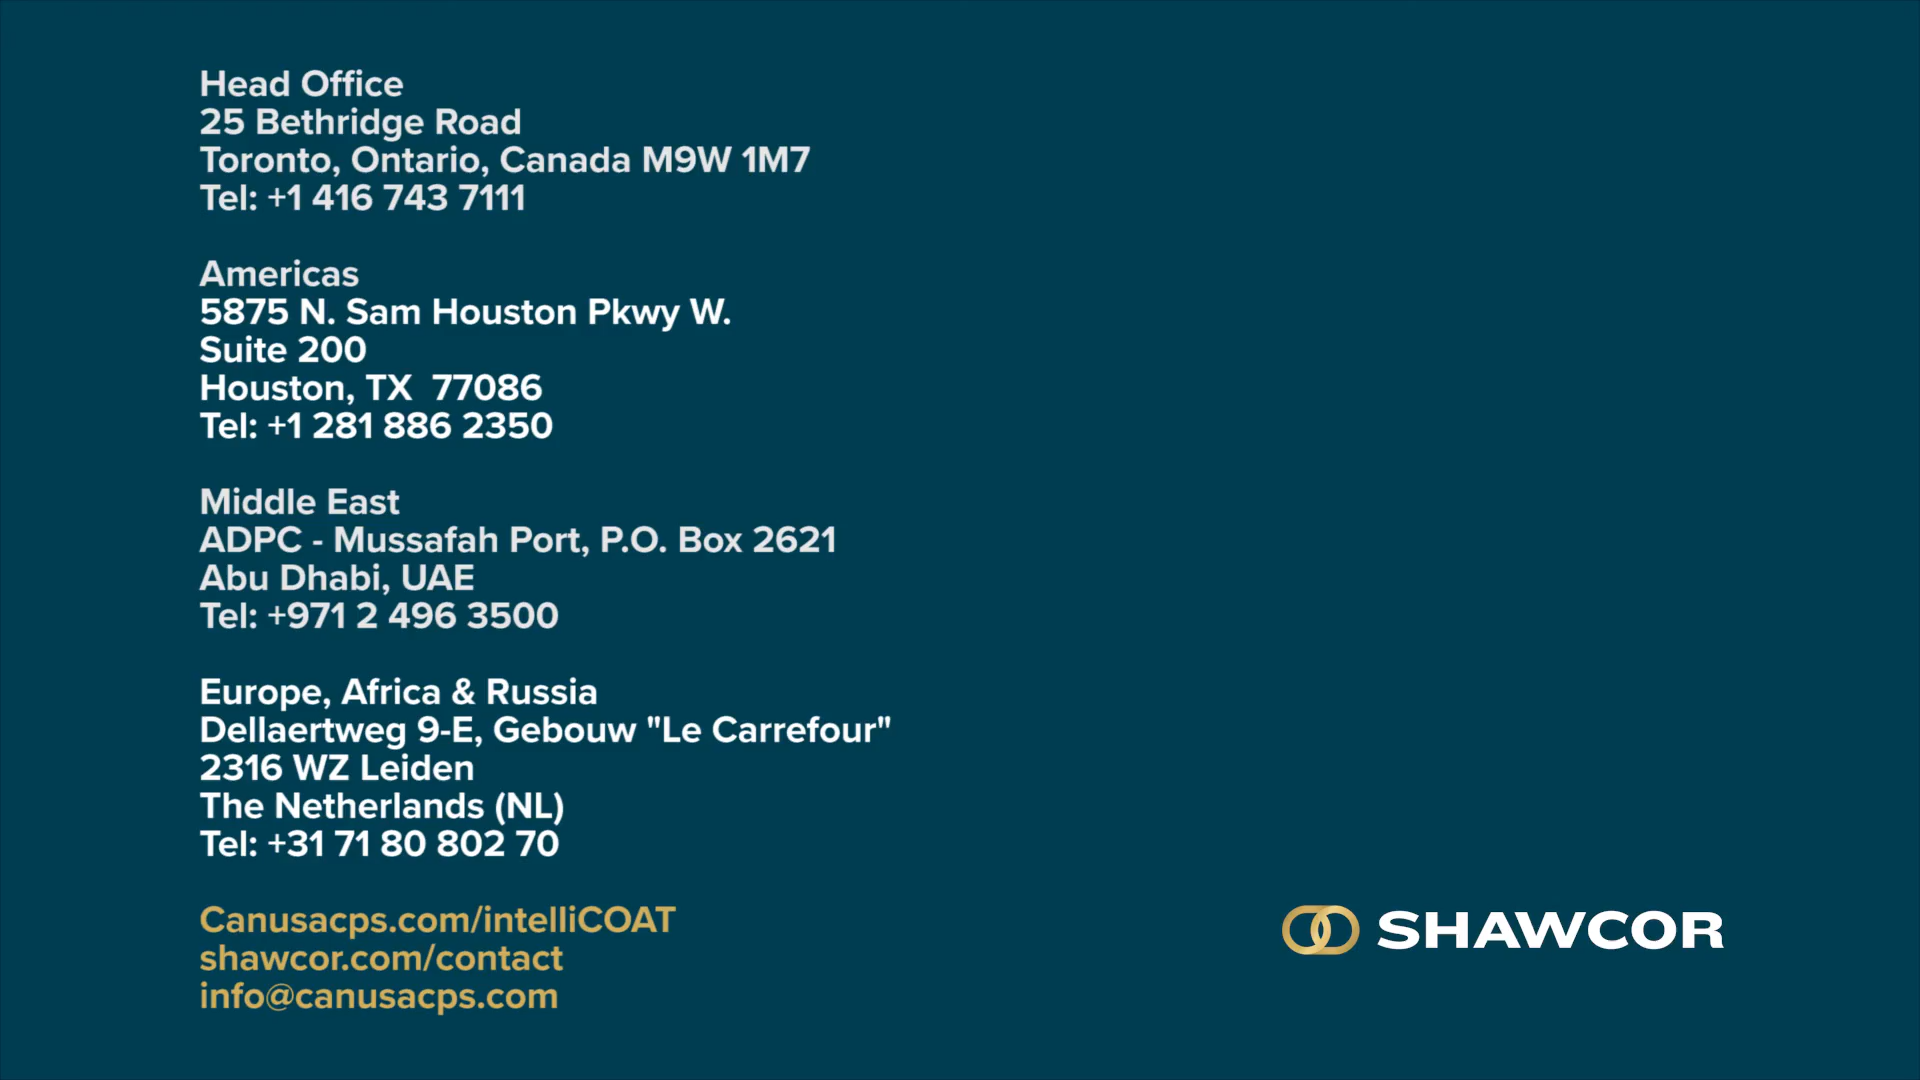 Head Office
25 Bethridge Road
Toronto, Ontario, Canada M9W 1M7
Tel: +1 416 743 7111
Americas
5875 N. Sam Houston Pkwy W.
Suite 200
Houston, TX  77086
Tel: +1 281 886 2350
Middle East
ADPC - Mussafah Port, P.O. Box 2621
Abu Dhabi, UAE
Tel: +971 2 496 3500
Europe, Africa & Russia
Dellaertweg 9-E, Gebouw "Le Carrefour"
2316 WZ Leiden
The Netherlands (NL)
Tel: +31 71 80 802 70
Canusacps.com/intelliCOAT
shawcor.com/contact
info@canusacps.com
SHAWCOR